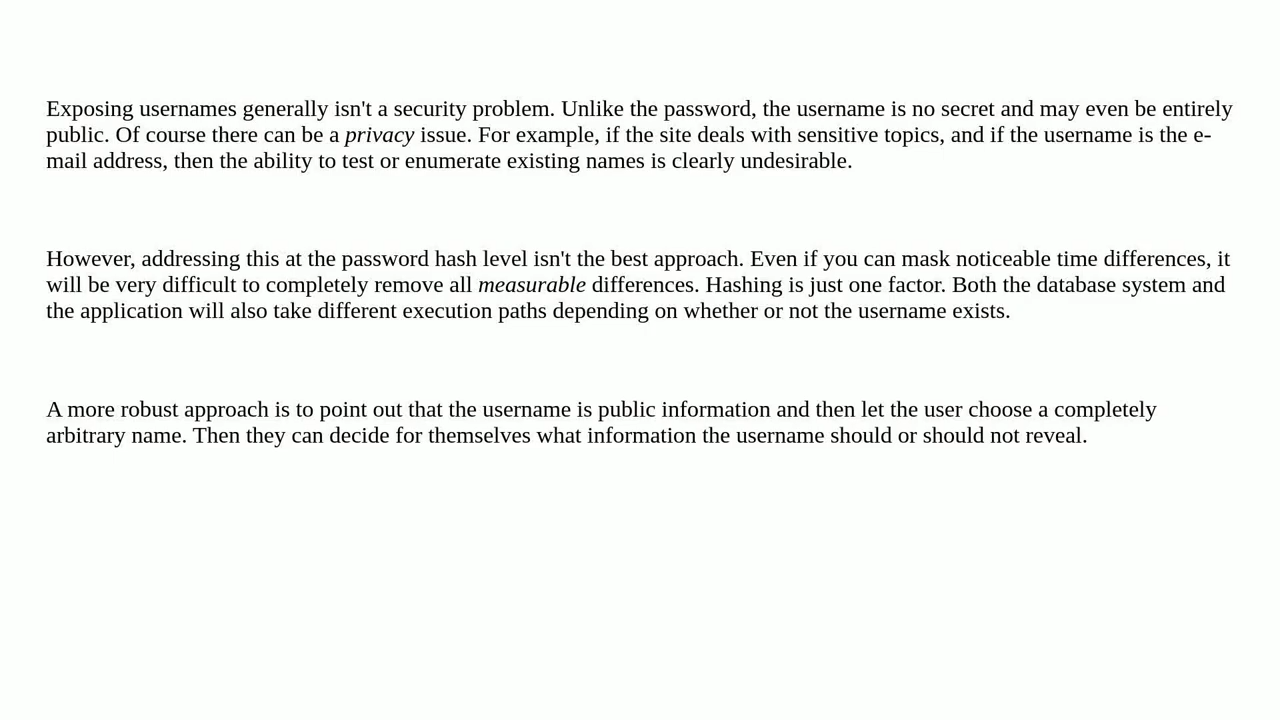 Exposing usernames generally isn't a security problem. Unlike the password, the username is no secret and may even be entirely
public. Of course there can be a privacy issue. For example, if the site deals with sensitive topics, and if the username is the e-
mail address, then the ability to test or enumerate existing names is clearly undesirable.
However, addressing this at the password hash level isn't the best approach. Even if you can mask noticeable time differences, it
will be very difficult to completely remove all measurable differences. Hashing is just one factor. Both the database system and
the application will also take different execution paths depending on whether or not the username exists.
A more robust approach is to point out that the username is public information and then let the user choose a completely
arbitrary name. Then they can decide for themselves what information the username should or should not reveal.